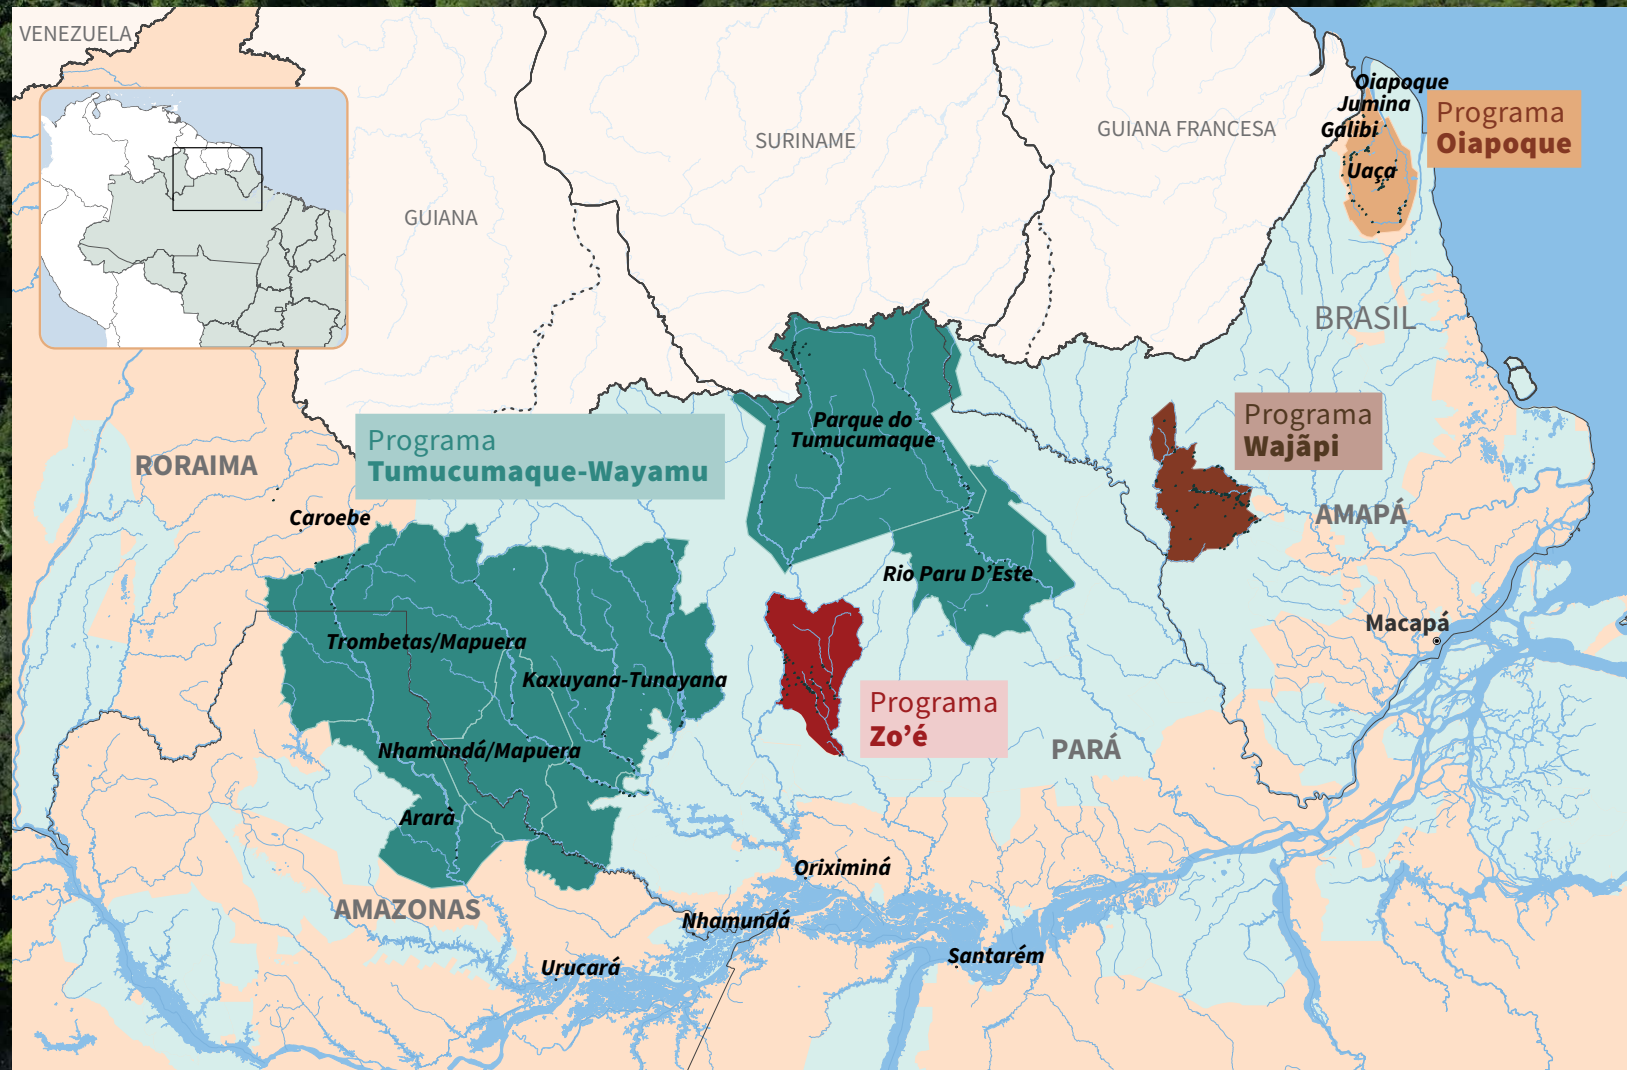 VENEZUELA
GUIANA
SURINAME
GUIANA FRANCESA
Oiapoque
Jumina
Galibi
Uaçá
Programa
Oiapoque
BRASIL
Programa
Tumucumaque-Wayamu
Parque do
Tumucumaque
Programa
Wajãpi
RORAIMA
Caroebe
AMAPÁ
Rio Paru D’Este
Macapá
Trombetas/Mapuera
Kaxuyana-Tunayana
Programa
Zo’é
Nhamundá/Mapuera
PARÁ
Ararà
Oriximiná
AMAZONAS
Nhamundá
Santarém
Urucará